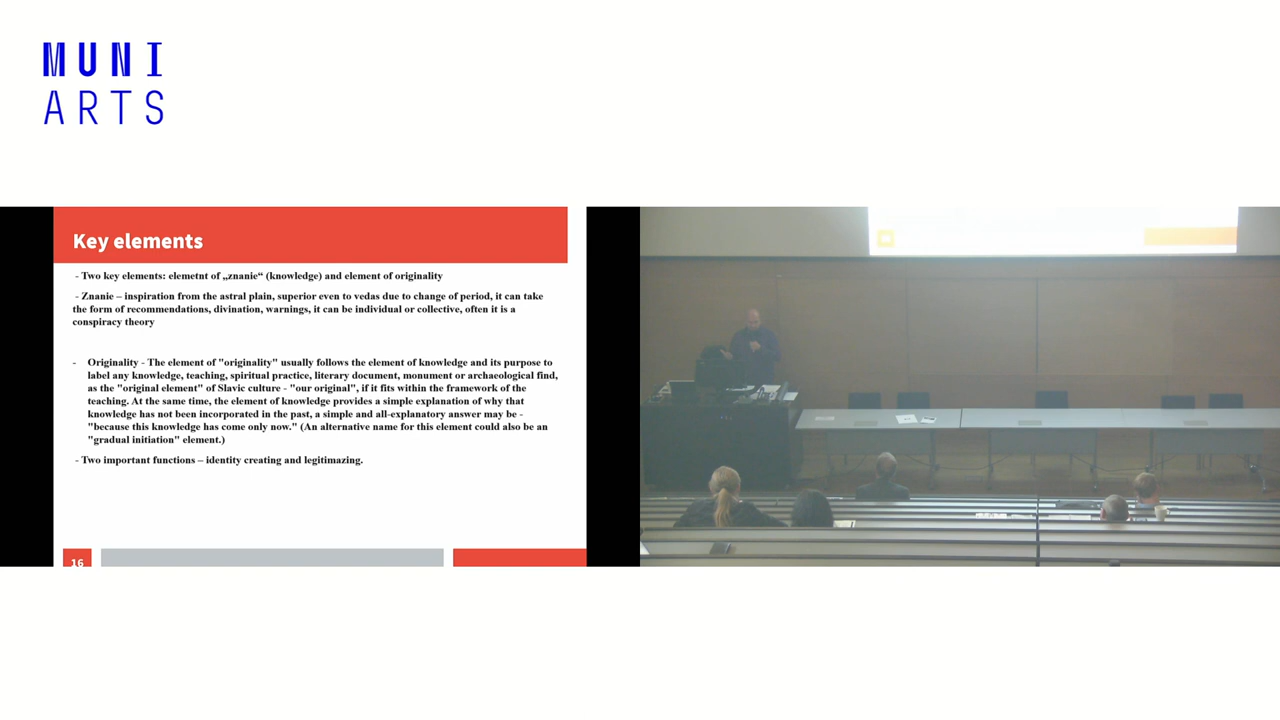 MUNI
ARTS
Key elements
- Two key elements: elemetnt of „znanie“ (knowledge) and element of originality
- Znanie – inspiration from the astral plain, superior even to vedas due to change of period, it can take
the form of recommendations, divination, warnings, it can be individual or collective, often it is a
conspiracy theory
- Originality - The element of "originality" usually follows the element of knowledge and its purpose to
label any knowledge, teaching, spiritual practice, literary document, monument or archaeological find,
as the "original element" of Slavic culture - "our original", if it fits within the framework of the
teaching. At the same time, the element of knowledge provides a simple explanation of why that
knowledge has not been incorporated in the past, a simple and all-explanatory answer may be -
"because this knowledge has come only now." (An alternative name for this element could also be an
"gradual initiation" element.)
- Two important functions – identity creating and legitimazing.
16